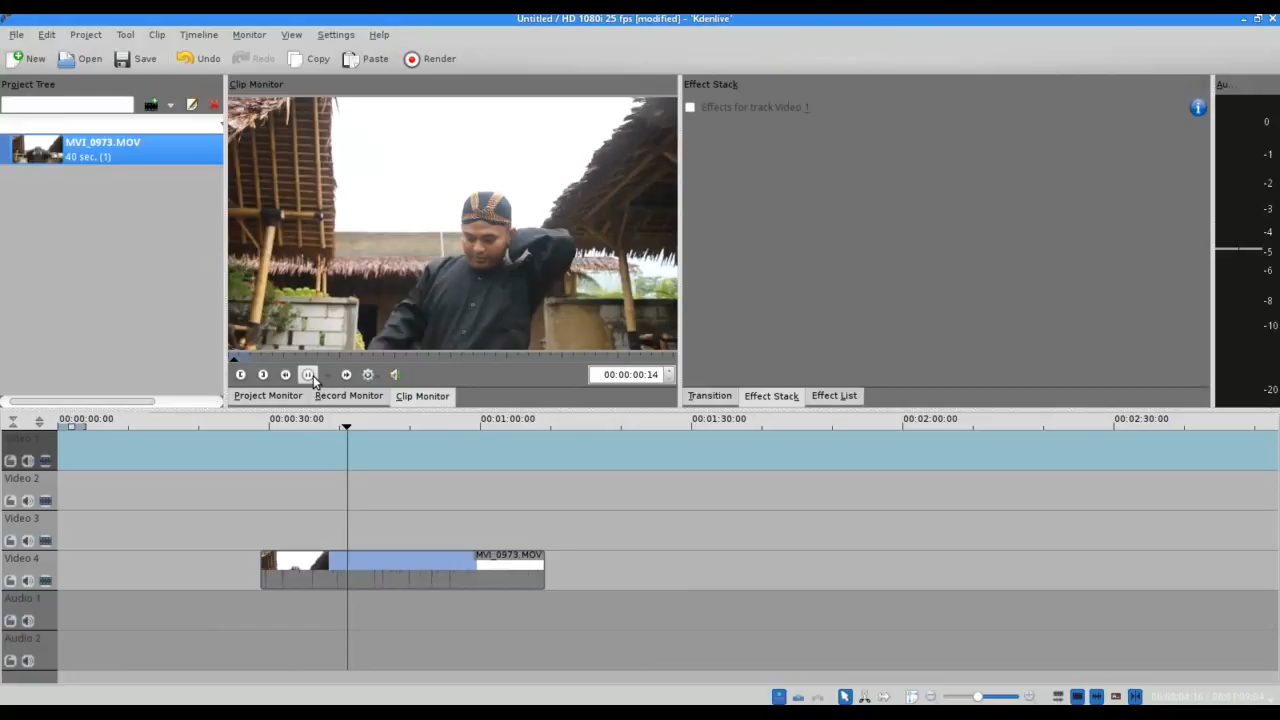 Untitled / HD 1080i 25 fps [modified] – 'Kdenlive'
File Edit Project Tool Clip Timeline Monitor View Settings Help
New Open Save Undo Redo Copy Paste Render
Project Tree
Clip Monitor
Effect Stack
Au...
Effects for track Video 1
MVI_0973.MOV
40 sec. (1)
0
-1
-2
-3
-4
-5
-6
-8
-10
-20
00:00:00:14
Project Monitor Record Monitor Clip Monitor
Transition Effect Stack Effect List
00:00:00:00 00:00:30:00 00:01:00:00 00:01:30:00 00:02:00:00 00:02:30:00
Video 1
Video 2
Video 3
Video 4
MVI_0973.MOV
Audio 1
Audio 2